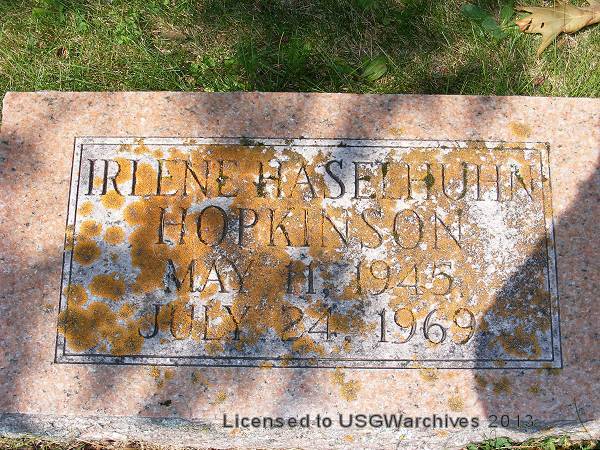 IRLENE HASELHUHN
HOPKINSON
MAY 11, 1945
JULY 24, 1969
Licensed to USGWarchives 2013